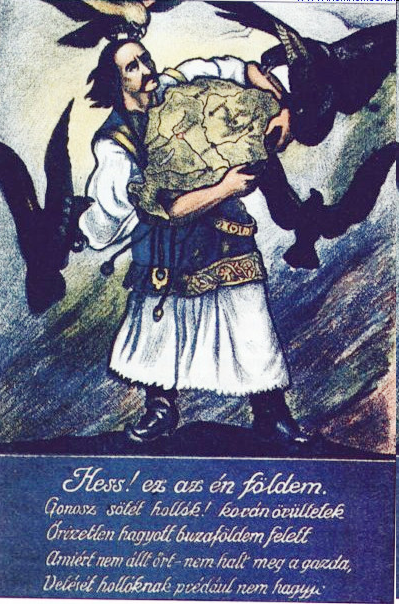 Hess! ez az én földem.
Gonosz sötét hollók! korán örültetek
Őrizetlen hagyott buzaföldem felett
Amiért nem állt őrt - nem halt meg a gazda,
Vetését hollóknak prédául nem hagyja